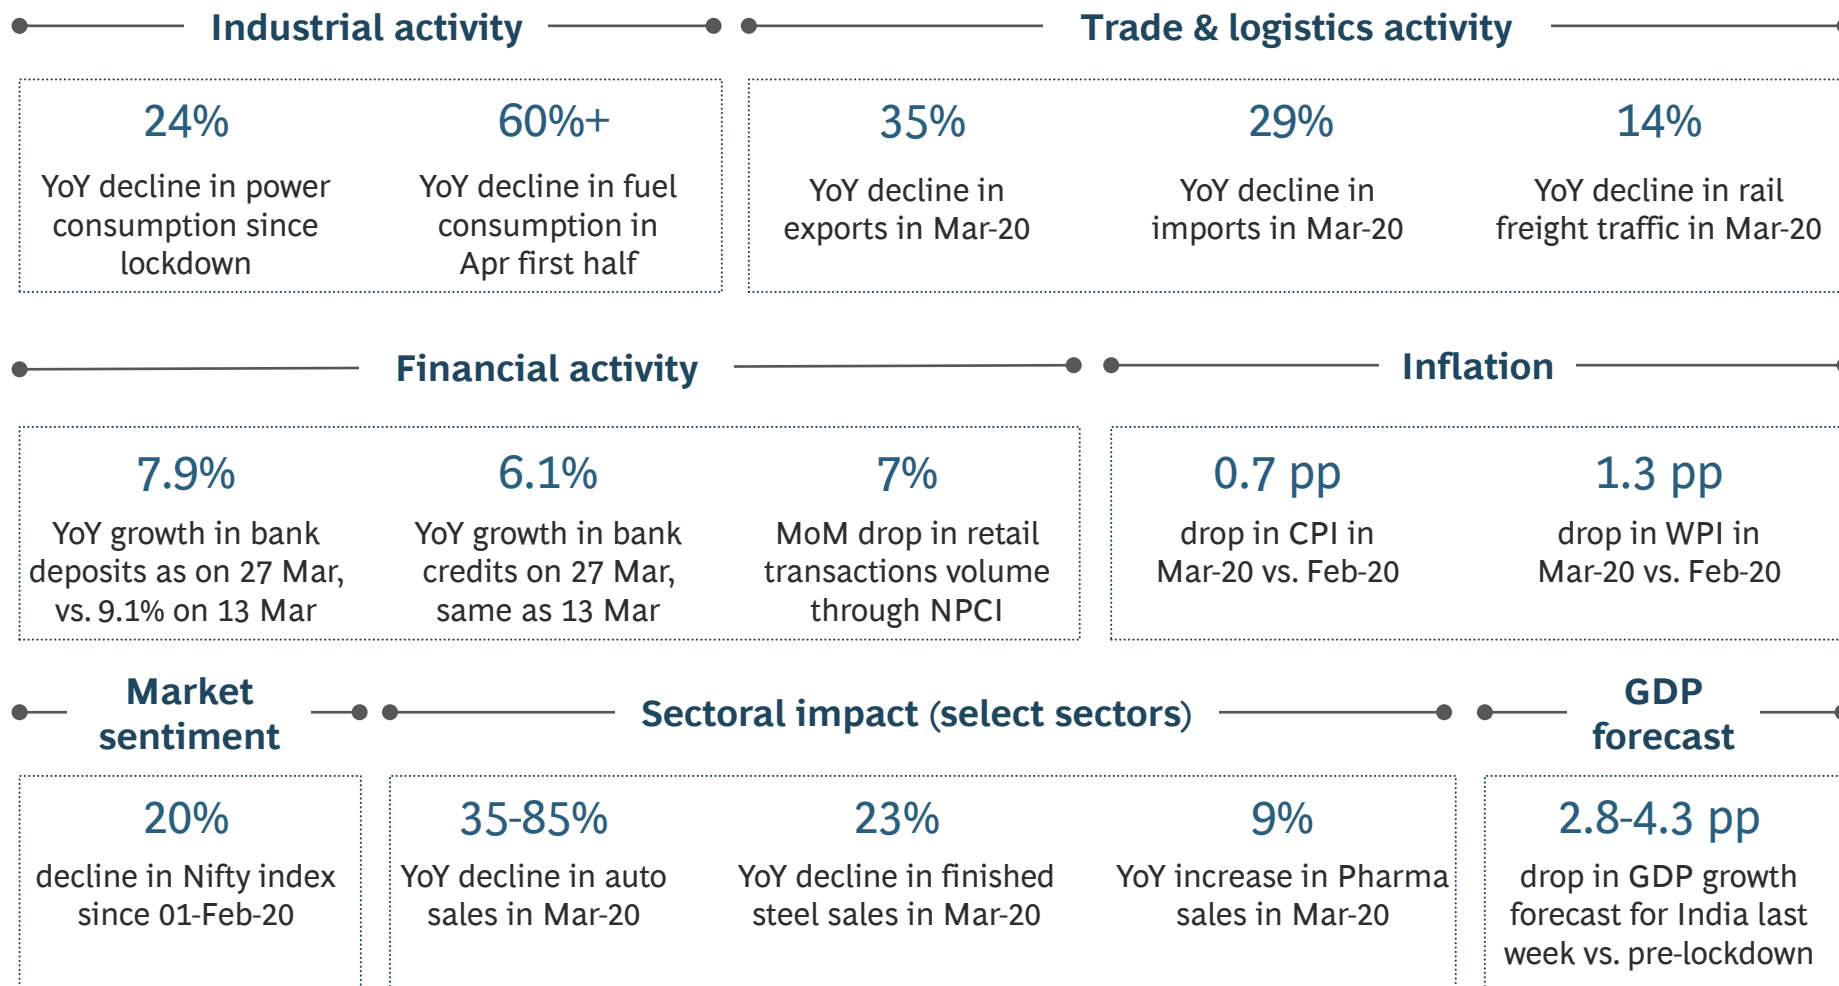 Industrial activity
Trade & logistics activity
24%
YoY decline in power
consumption since
lockdown
60%+
YoY decline in fuel
consumption in
Apr first half
35%
YoY decline in
exports in Mar-20
29%
YoY decline in
imports in Mar-20
14%
YoY decline in rail
freight traffic in Mar-20
Financial activity
Inflation
7.9%
YoY growth in bank
deposits as on 27 Mar,
vs. 9.1% on 13 Mar
6.1%
YoY growth in bank
credits on 27 Mar,
same as 13 Mar
7%
MoM drop in retail
transactions volume
through NPCI
0.7 pp
drop in CPI in
Mar-20 vs. Feb-20
1.3 pp
drop in WPI in
Mar-20 vs. Feb-20
Market
sentiment
Sectoral impact (select sectors)
GDP
forecast
20%
decline in Nifty index
since 01-Feb-20
35-85%
YoY decline in auto
sales in Mar-20
23%
YoY decline in finished
steel sales in Mar-20
9%
YoY increase in Pharma
sales in Mar-20
2.8-4.3 pp
drop in GDP growth
forecast for India last
week vs. pre-lockdown